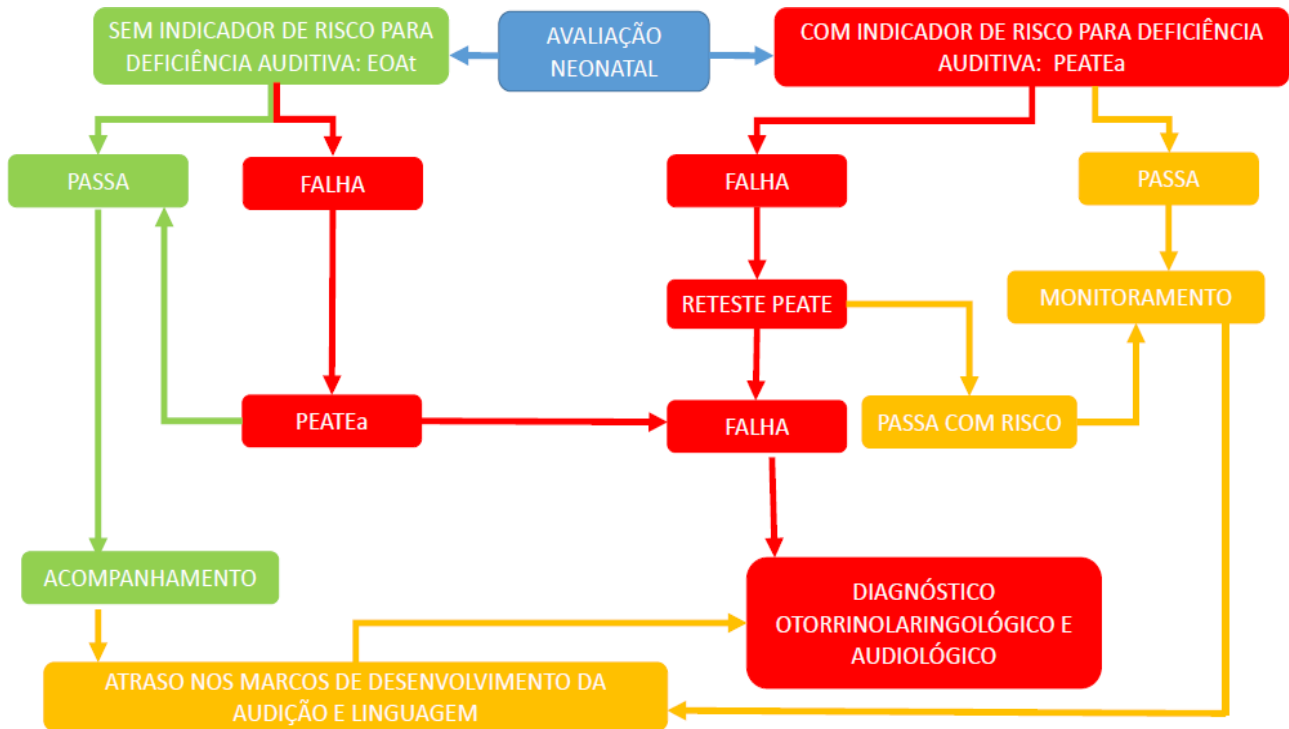 SEM INDICADOR DE RISCO PARA
DEFICIÊNCIA AUDITIVA: EOAt
AVALIAÇÃO
NEONATAL
COM INDICADOR DE RISCO PARA DEFICIÊNCIA
AUDITIVA: PEATEa
PASSA
FALHA
FALHA
PASSA
RETESTE PEATE
MONITORAMENTO
PEATEa
FALHA
PASSA COM RISCO
ACOMPANHAMENTO
DIAGNÓSTICO
OTORRINOLARINGOLÓGICO E
AUDIOLÓGICO
ATRASO NOS MARCOS DE DESENVOLVIMENTO DA
AUDIÇÃO E LINGUAGEM